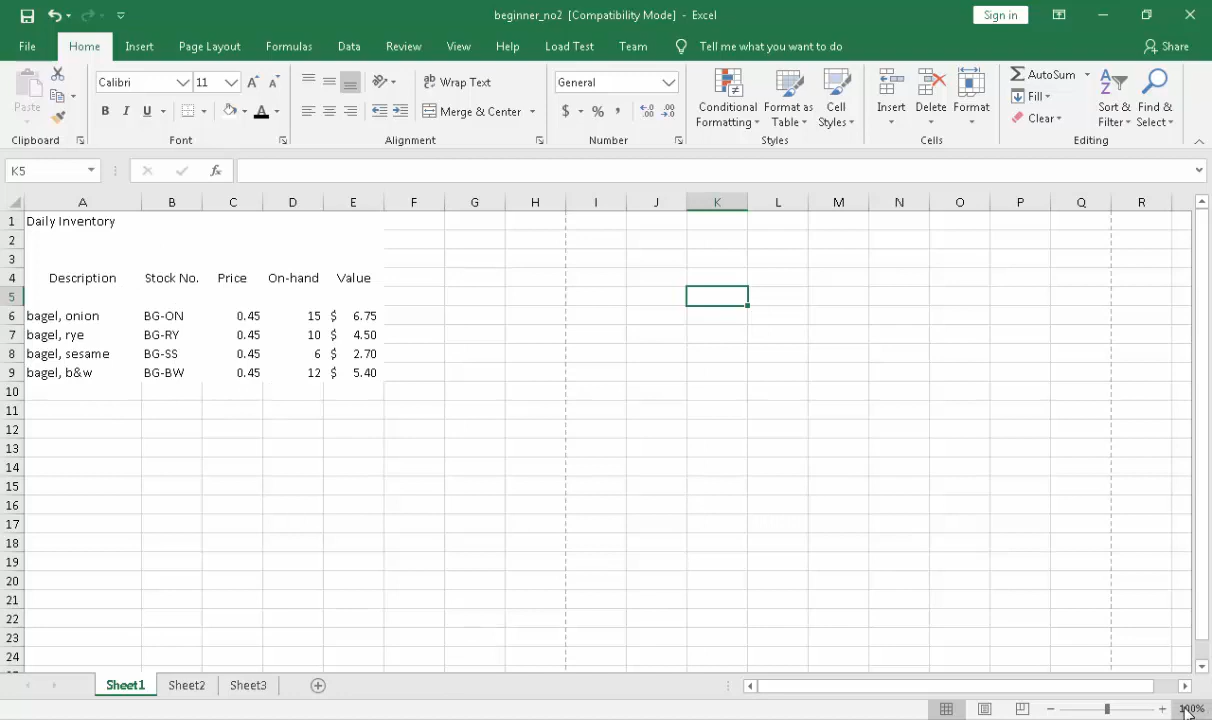 beginner_no2 [Compatibility Mode] - Excel
Sign in
File Home Insert Page Layout Formulas Data Review View Help Load Test Team Tell me what you want to do Share
Paste
Calibri 11
B I U A
Wrap Text
Merge & Center
General
$ % ,
Conditional Formatting
Format as Table
Cell Styles
Insert Delete Format
AutoSum
Fill
Clear
Sort & Filter
Find & Select
Clipboard Font Alignment Number Styles Cells Editing
K5 fx
A B C D E F G H I J K L M N O P Q R
1 Daily Inventory
2
3
4 Description Stock No. Price On-hand Value
5
6 bagel, onion BG-ON 0.45 15 $ 6.75
7 bagel, rye BG-RY 0.45 10 $ 4.50
8 bagel, sesame BG-SS 0.45 6 $ 2.70
9 bagel, b&w BG-BW 0.45 12 $ 5.40
10
11
12
13
14
15
16
17
18
19
20
21
22
23
24
Sheet1 Sheet2 Sheet3
100%